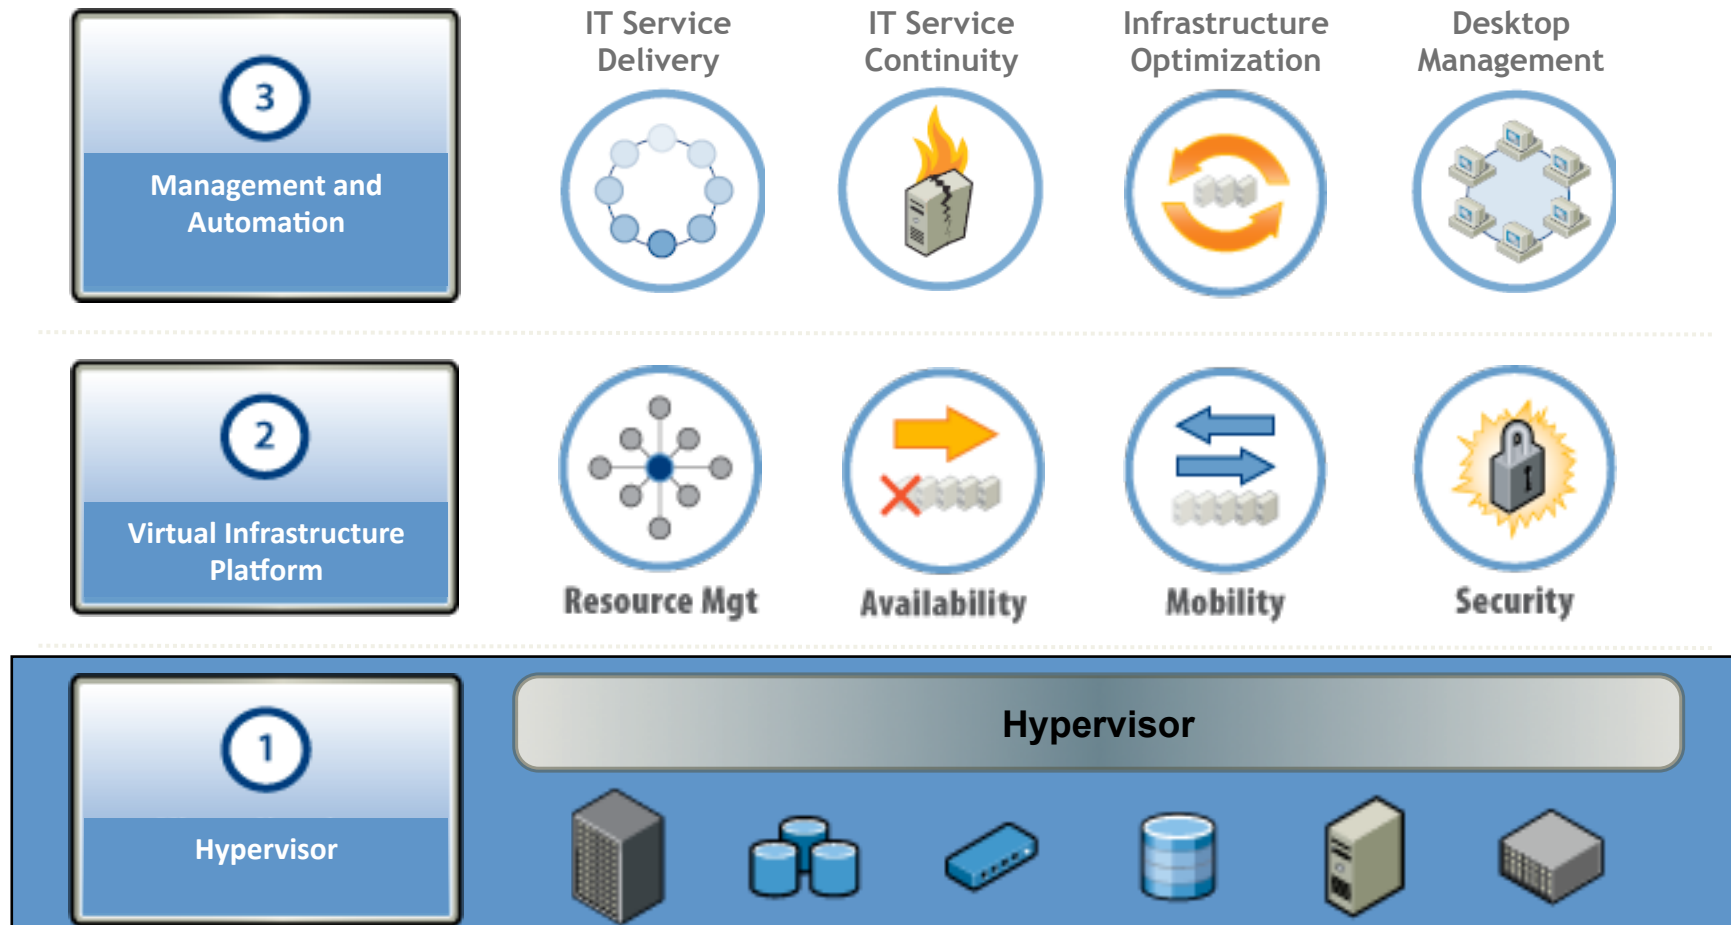 IT Service
Delivery
IT Service
Continuity
Infrastructure
Optimization
Desktop
Management
3
Management and
Automation
2
Virtual Infrastructure
Platform
Resource Mgt
Availability
Mobility
Security
1
Hypervisor
Hypervisor